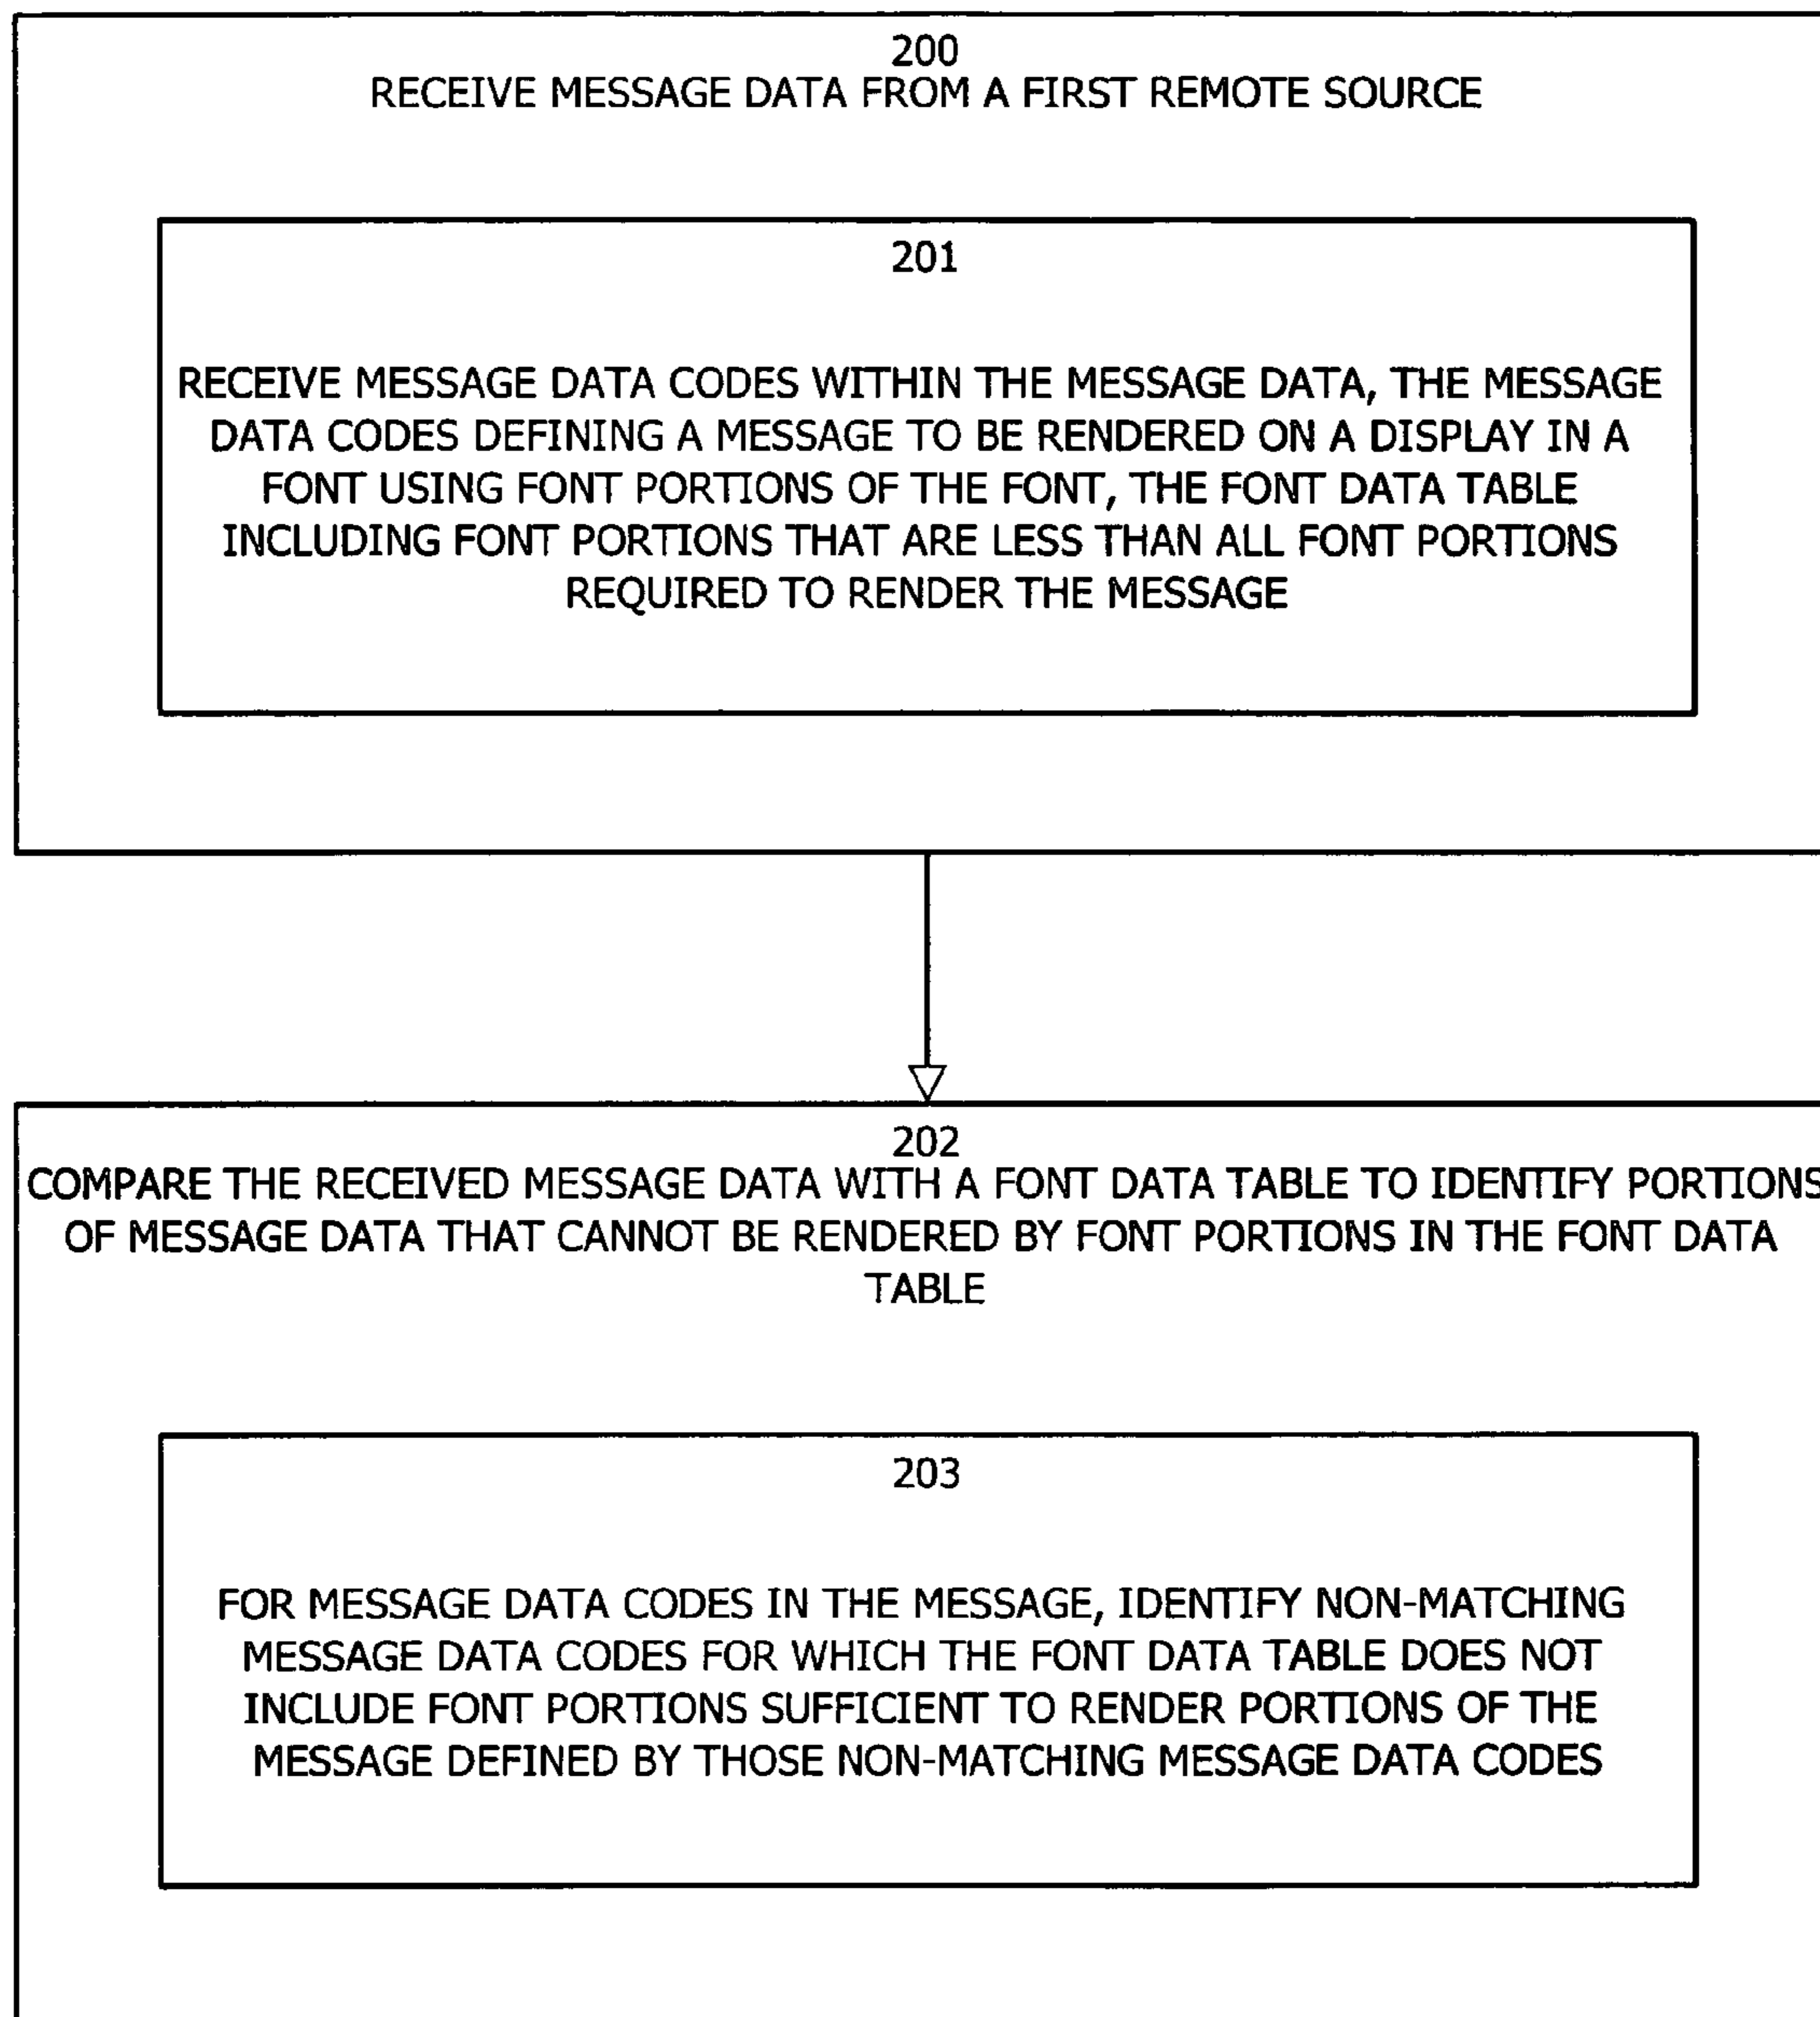 200
RECEIVE MESSAGE DATA FROM A FIRST REMOTE SOURCE
201
RECEIVE MESSAGE DATA CODES WITHIN THE MESSAGE DATA, THE MESSAGE
DATA CODES DEFINING A MESSAGE TO BE RENDERED ON A DISPLAY IN A
FONT USING FONT PORTIONS OF THE FONT, THE FONT DATA TABLE
INCLUDING FONT PORTIONS THAT ARE LESS THAN ALL FONT PORTIONS
REQUIRED TO RENDER THE MESSAGE
202
COMPARE THE RECEIVED MESSAGE DATA WITH A FONT DATA TABLE TO IDENTIFY PORTIONS
OF MESSAGE DATA THAT CANNOT BE RENDERED BY FONT PORTIONS IN THE FONT DATA
TABLE
203
FOR MESSAGE DATA CODES IN THE MESSAGE, IDENTIFY NON-MATCHING
MESSAGE DATA CODES FOR WHICH THE FONT DATA TABLE DOES NOT
INCLUDE FONT PORTIONS SUFFICIENT TO RENDER PORTIONS OF THE
MESSAGE DEFINED BY THOSE NON-MATCHING MESSAGE DATA CODES